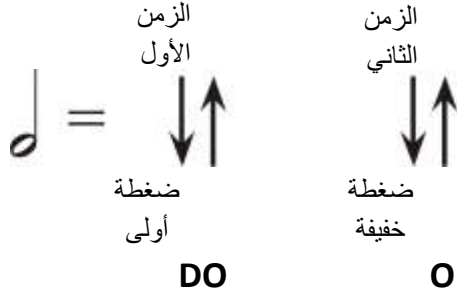 الزمن الأول
الزمن الثاني
=
ضغطة أولى
ضغطة خفيفة
DO
O